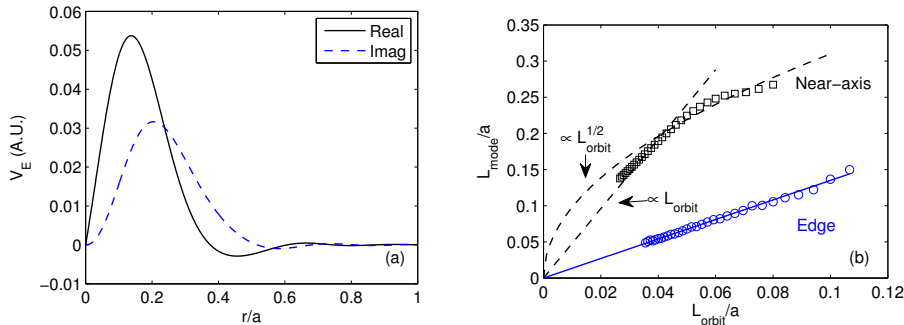 0.06
0.05
0.04
0.03
0.02
0.01
0
−0.01
V_E (A.U.)
0
0.2
0.4
0.6
0.8
1
r/a
Real
Imag
(a)
0.35
0.3
0.25
0.2
0.15
0.1
0.05
0
L_mode/a
0
0.02
0.04
0.06
0.08
0.1
0.12
L_orbit/a
Near−axis
∝ L_orbit^1/2
∝ L_orbit
Edge
(b)